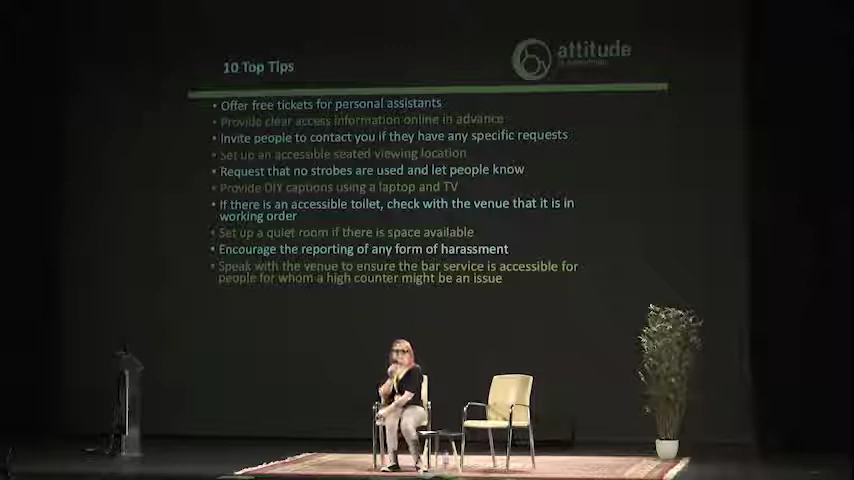 10 Top Tips
attitude
• Offer free tickets for personal assistants
• Provide clear access information online in advance
• Invite people to contact you if they have any specific requests
• Set up an accessible seated viewing location
• Request that no strobes are used and let people know
• Provide DIY captions using a laptop and TV
• If there is an accessible toilet, check with the venue that it is in
working order
• Set up a quiet room if there is space available
• Encourage the reporting of any form of harassment
• Speak with the venue to ensure the bar service is accessible for
people for whom a high counter might be an issue